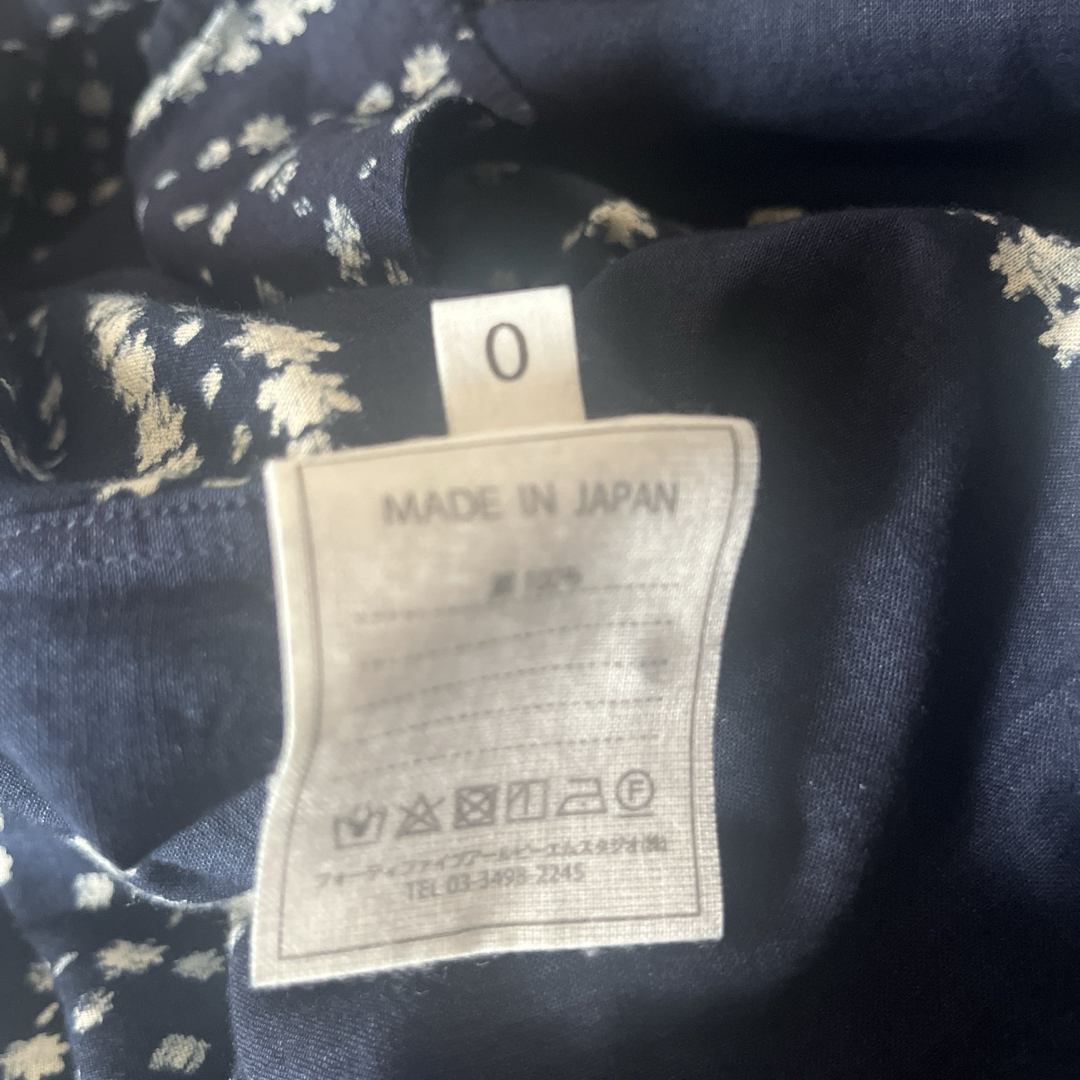 0
MADE IN JAPAN
100%
フォーティファイブアールピーエムスタジオ(株)
TEL 03-3498-2245